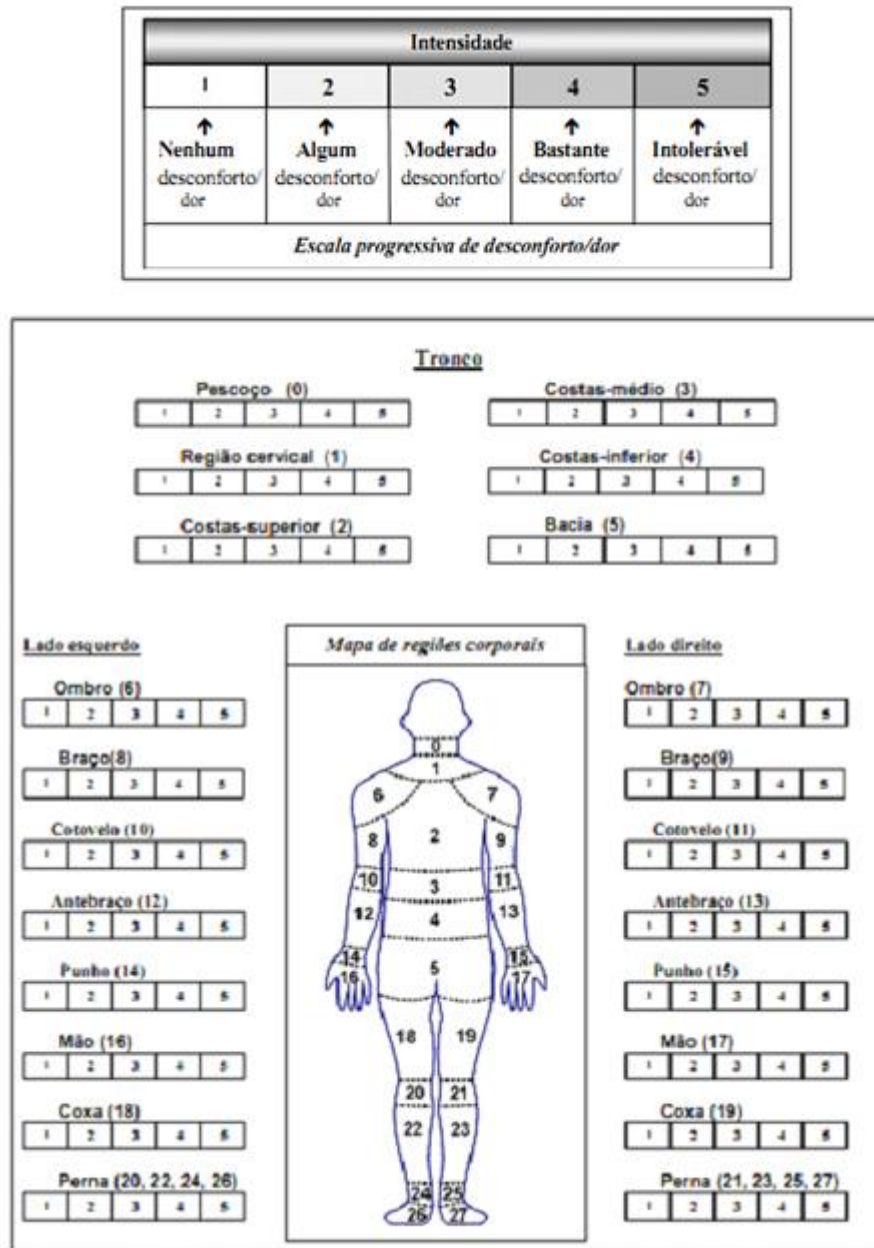 Intensidade
1 2 3 4 5
Nenhum Algum Moderado Bastante Intolerável
desconforto/ desconforto/ desconforto/ desconforto/ desconforto/
dor dor dor dor dor
Escala progressiva de desconforto/dor
Tronco
Pescoço (0)
1 2 3 4 5
Costas-médio (3)
1 2 3 4 5
Região cervical (1)
1 2 3 4 5
Costas-inferior (4)
1 2 3 4 5
Costas-superior (2)
1 2 3 4 5
Bacia (5)
1 2 3 4 5
Lado esquerdo
Ombro (6)
1 2 3 4 5
Braço(8)
1 2 3 4 5
Cotovelo (10)
1 2 3 4 5
Antebraço (12)
1 2 3 4 5
Punho (14)
1 2 3 4 5
Mão (16)
1 2 3 4 5
Coxa (18)
1 2 3 4 5
Perna (20, 22, 24, 26)
1 2 3 4 5
Mapa de regiões corporais
0
1
6 7
2
8 9
10 3 11
12 4 13
14 15
16 5 17
18 19
20 21
22 23
24 25
26 27
Lado direito
Ombro (7)
1 2 3 4 5
Braço(9)
1 2 3 4 5
Cotovelo (11)
1 2 3 4 5
Antebraço (13)
1 2 3 4 5
Punho (15)
1 2 3 4 5
Mão (17)
1 2 3 4 5
Coxa (19)
1 2 3 4 5
Perna (21, 23, 25, 27)
1 2 3 4 5